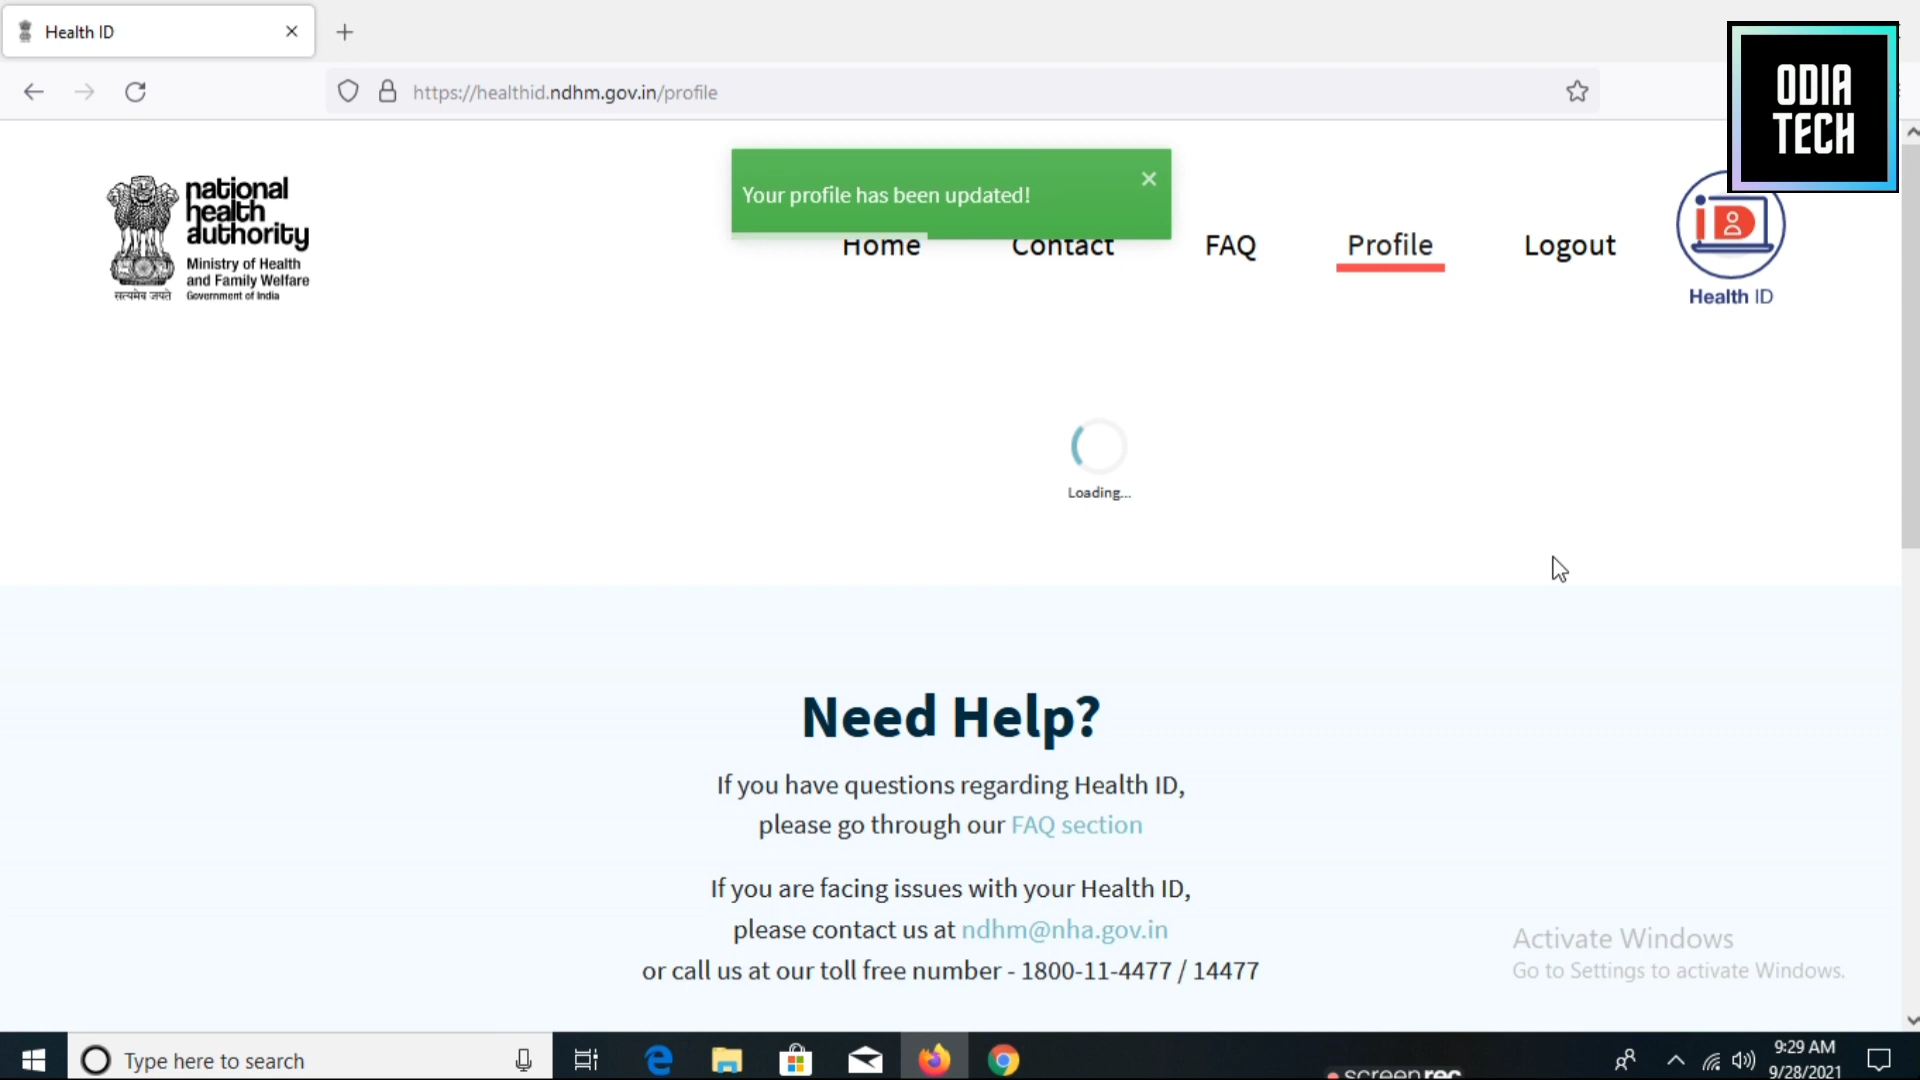 Health ID
https://healthid.ndhm.gov.in/profile
ODIA
TECH
national
health
authority
Ministry of Health
and Family Welfare
Government of India
सत्यमेव जयते
Your profile has been updated!
Home
Contact
FAQ
Profile
Logout
iD
Health ID
Loading...
Need Help?
If you have questions regarding Health ID,
please go through our FAQ section
If you are facing issues with your Health ID,
please contact us at ndhm@nha.gov.in
or call us at our toll free number - 1800-11-4477 / 14477
Activate Windows
Go to Settings to activate Windows.
Type here to search
screenrec
9:29 AM
9/28/2021